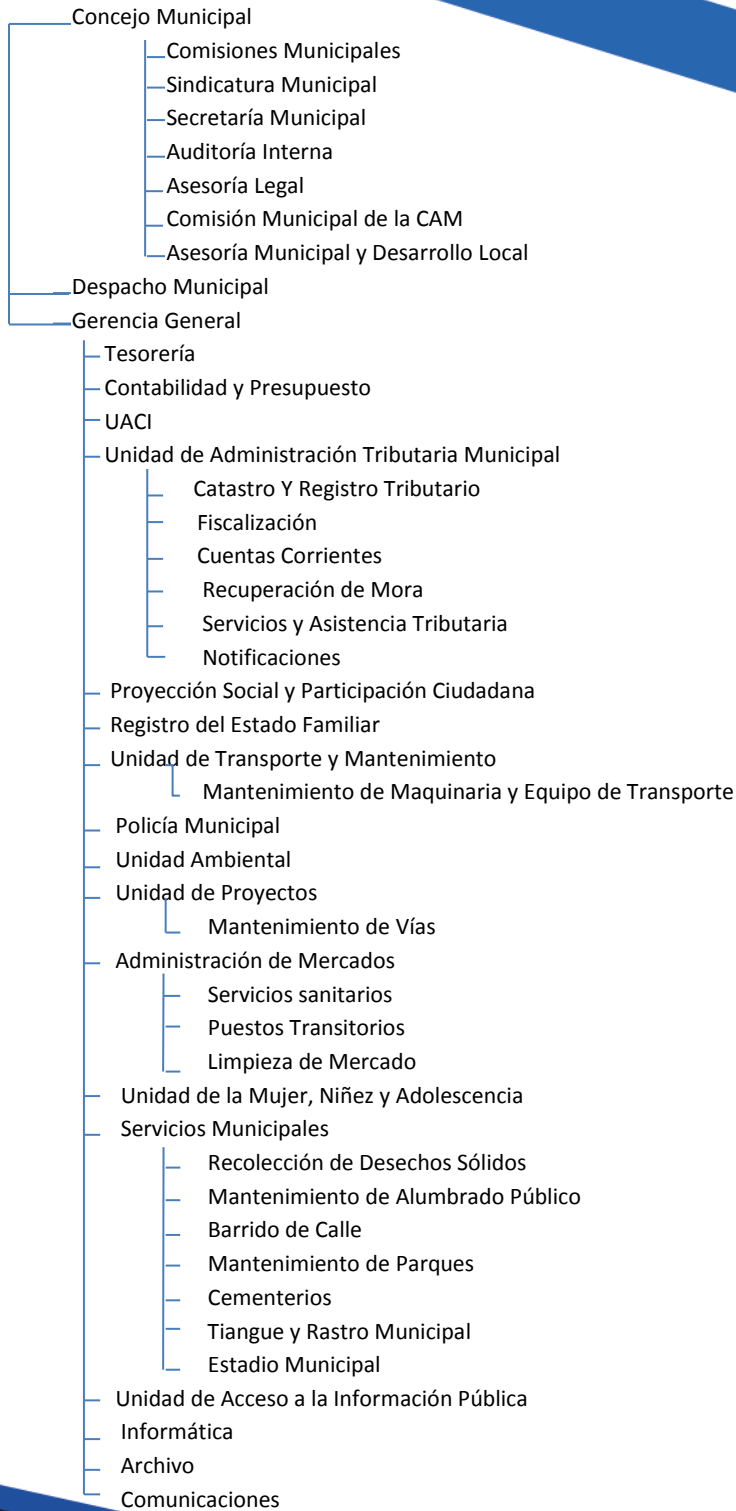 Concejo Municipal
Comisiones Municipales
Sindicatura Municipal
Secretaría Municipal
Auditoría Interna
Asesoría Legal
Comisión Municipal de la CAM
Asesoría Municipal y Desarrollo Local
Despacho Municipal
Gerencia General
Tesorería
Contabilidad y Presupuesto
UACI
Unidad de Administración Tributaria Municipal
Catastro Y Registro Tributario
Fiscalización
Cuentas Corrientes
Recuperación de Mora
Servicios y Asistencia Tributaria
Notificaciones
Proyección Social y Participación Ciudadana
Registro del Estado Familiar
Unidad de Transporte y Mantenimiento
Mantenimiento de Maquinaria y Equipo de Transporte
Policía Municipal
Unidad Ambiental
Unidad de Proyectos
Mantenimiento de Vías
Administración de Mercados
Servicios sanitarios
Puestos Transitorios
Limpieza de Mercado
Unidad de la Mujer, Niñez y Adolescencia
Servicios Municipales
Recolección de Desechos Sólidos
Mantenimiento de Alumbrado Público
Barrido de Calle
Mantenimiento de Parques
Cementerios
Tiangue y Rastro Municipal
Estadio Municipal
Unidad de Acceso a la Información Pública
Informática
Archivo
Comunicaciones